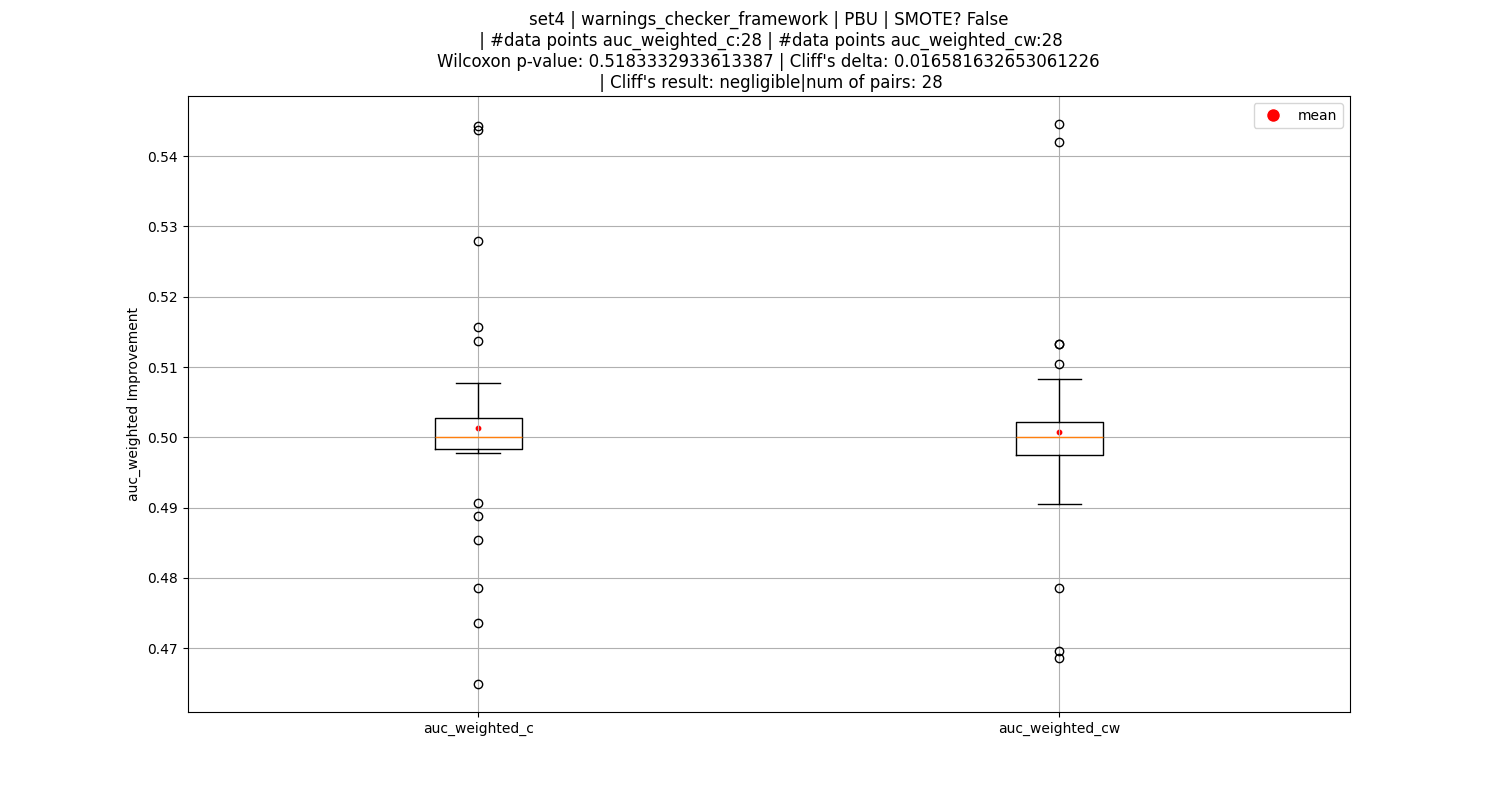 set4 | warnings_checker_framework | PBU | SMOTE? False
| #data points auc_weighted_c:28 | #data points auc_weighted_cw:28
Wilcoxon p-value: 0.5183332933613387 | Cliff's delta: 0.016581632653061226
| Cliff's result: negligible|num of pairs: 28
mean
0.54
0.53
0.52
0.51
0.50
0.49
0.48
0.47
auc_weighted Improvement
auc_weighted_c
auc_weighted_cw